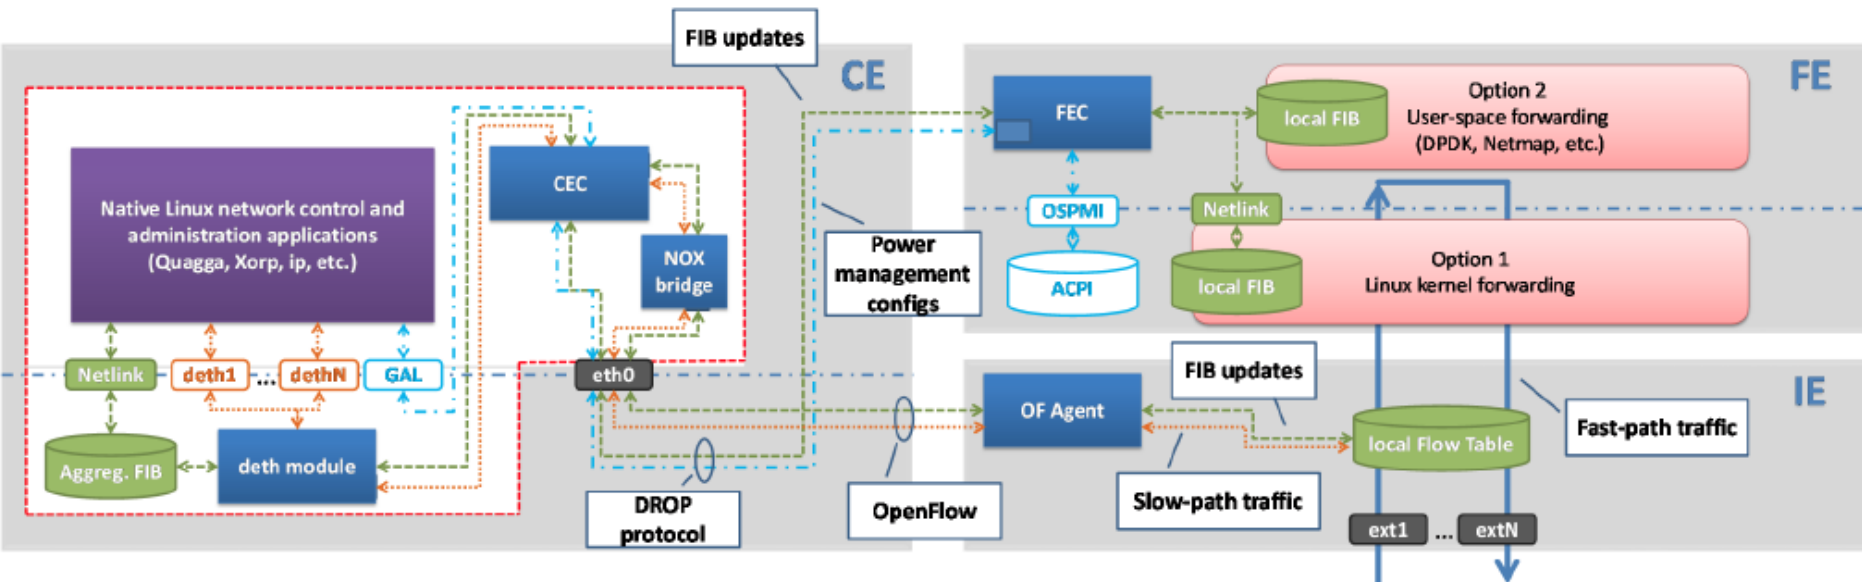 FIB updates
CE
Native Linux network control and
administration applications
(Quagga, Xorp, ip, etc.)
CEC
NOX
bridge
Netlink
deth1
...
dethN
GAL
eth0
Aggreg. FIB
deth module
DROP
protocol
Power
management
configs
OpenFlow
FE
FEC
local FIB
Option 2
User-space forwarding
(DPDK, Netmap, etc.)
OSPMI
Netlink
ACPI
local FIB
Option 1
Linux kernel forwarding
IE
FIB updates
OF Agent
local Flow Table
Fast-path traffic
Slow-path traffic
ext1
...
extN